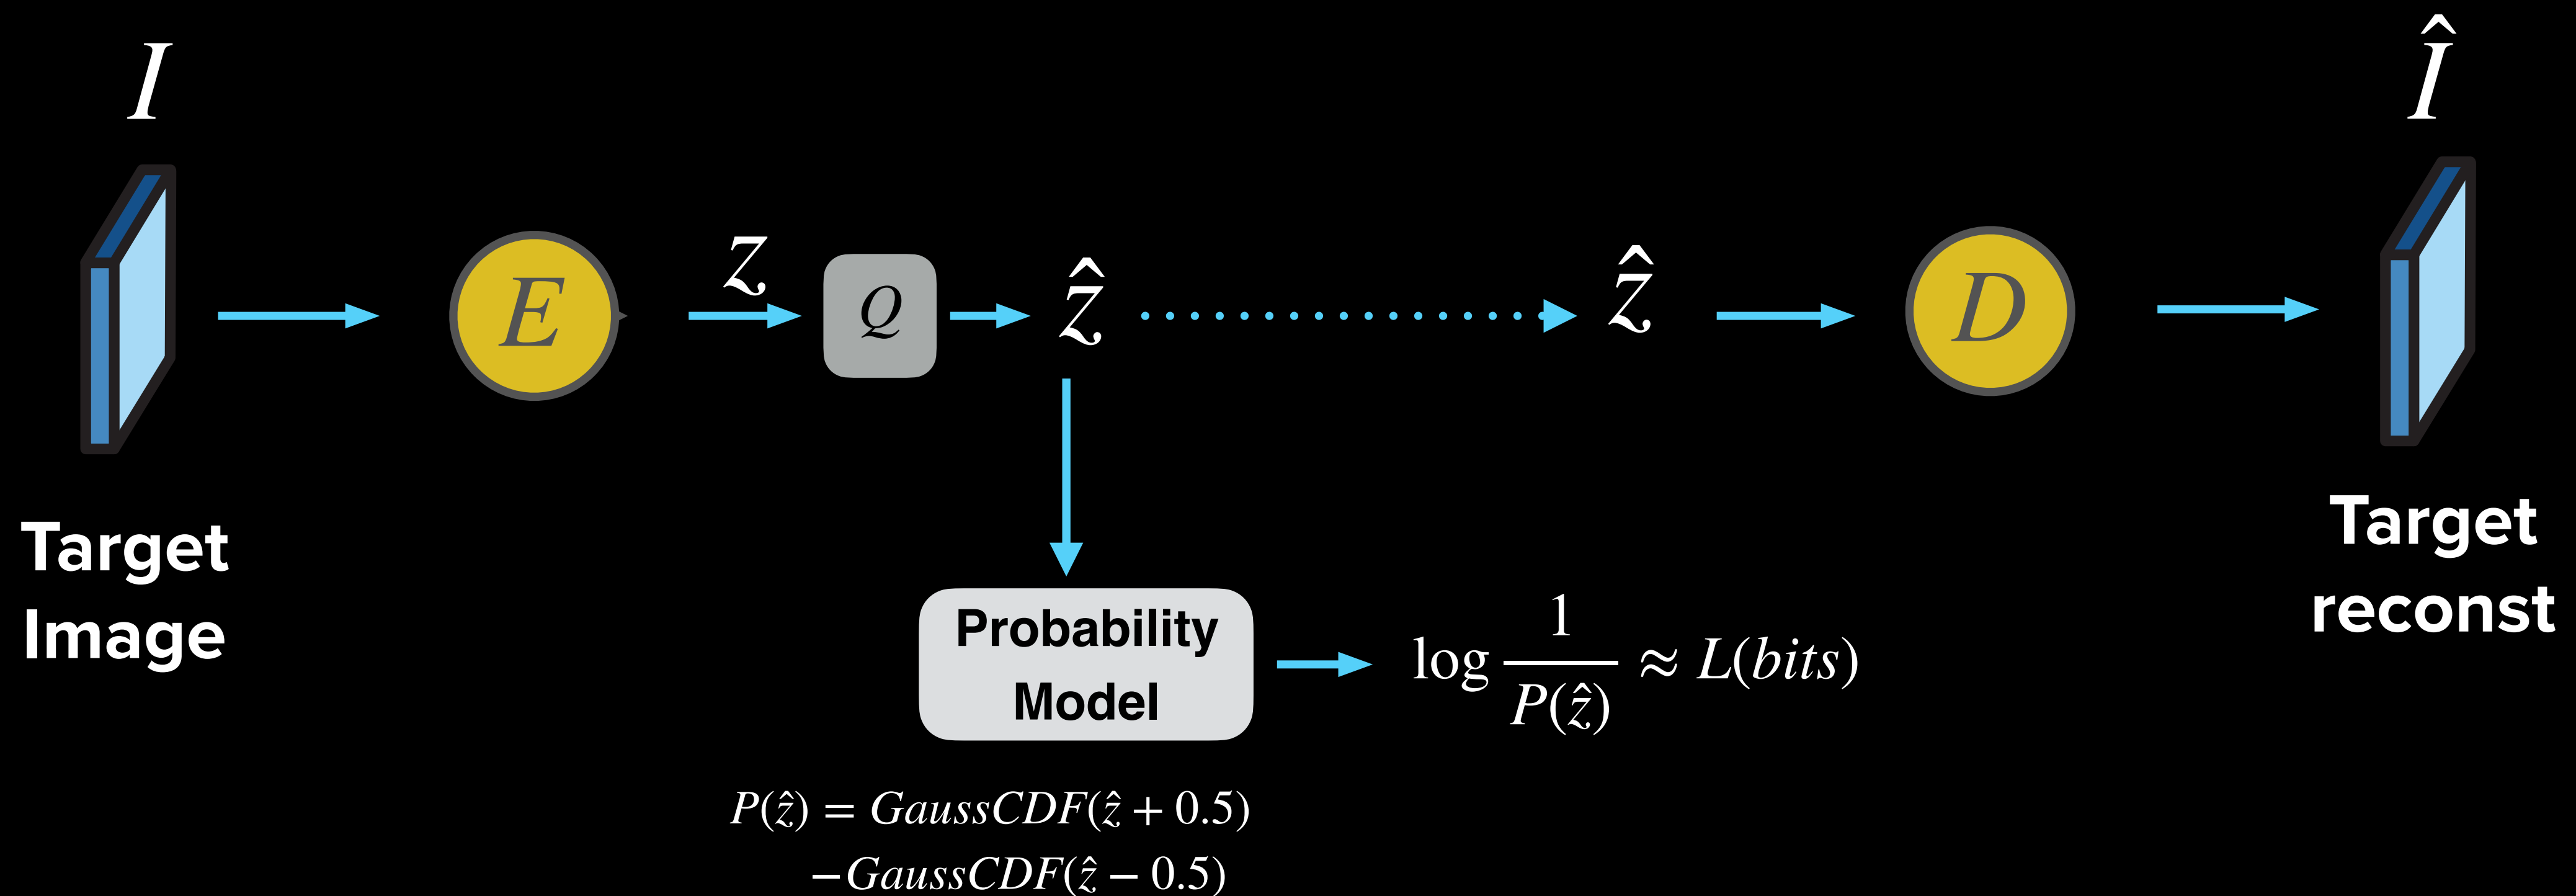 I
Î
E
z
Q
ẑ
ẑ
D
Target
Image
Target
reconst
Probability
Model
log 1/P(ẑ) ≈ L(bits)
P(ẑ) = GaussCDF(ẑ + 0.5)
−GaussCDF(ẑ − 0.5)